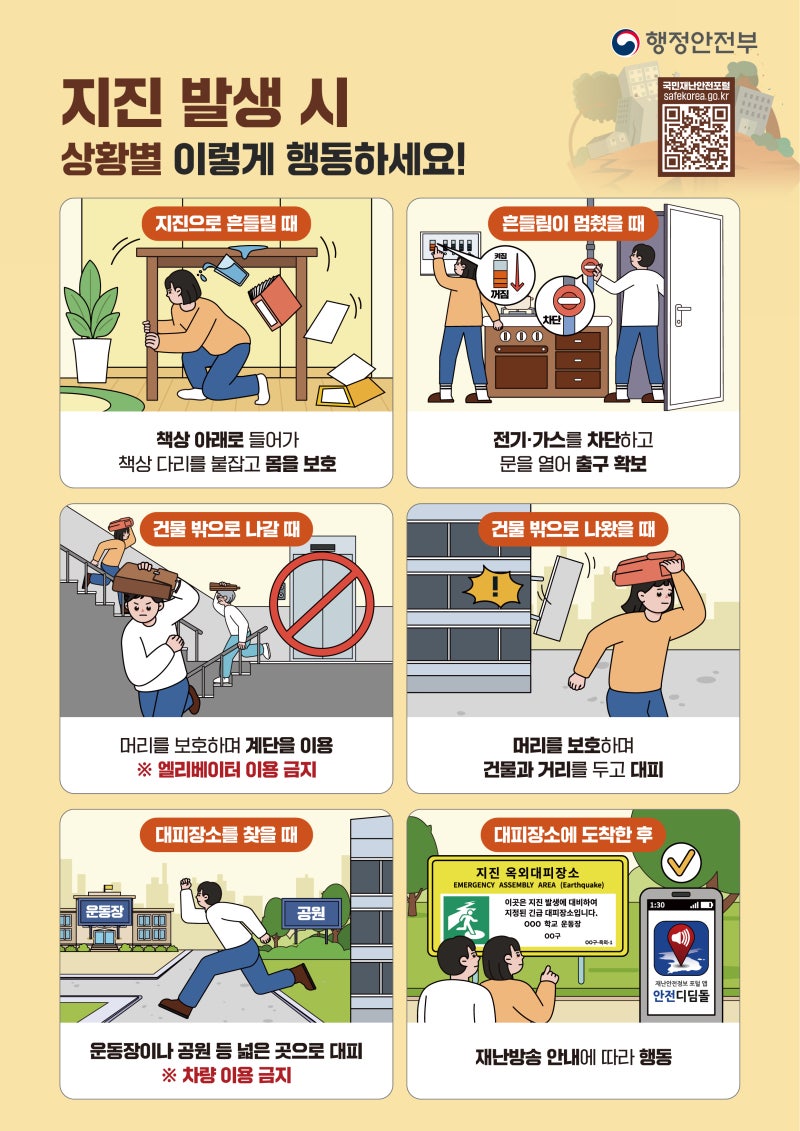 행정안전부
지진 발생 시
상황별 이렇게 행동하세요!
국민재난안전포털
safekorea.go.kr
지진으로 흔들릴 때
책상 아래로 들어가
책상 다리를 붙잡고 몸을 보호
흔들림이 멈췄을 때
켜짐
꺼짐
차단
전기·가스를 차단하고
문을 열어 출구 확보
건물 밖으로 나갈 때
머리를 보호하며 계단을 이용
※ 엘리베이터 이용 금지
건물 밖으로 나왔을 때
!
머리를 보호하며
건물과 거리를 두고 대피
대피장소를 찾을 때
운동장
공원
운동장이나 공원 등 넓은 곳으로 대피
※ 차량 이용 금지
대피장소에 도착한 후
지진 옥외대피장소
EMERGENCY ASSEMBLY AREA (Earthquake)
이곳은 지진 발생에 대비하여
지정된 긴급 대피장소입니다.
OOO 학교 운동장
OO구
OO구-옥외-1
1:30
재난안전정보 포털 앱
안전디딤돌
재난방송 안내에 따라 행동